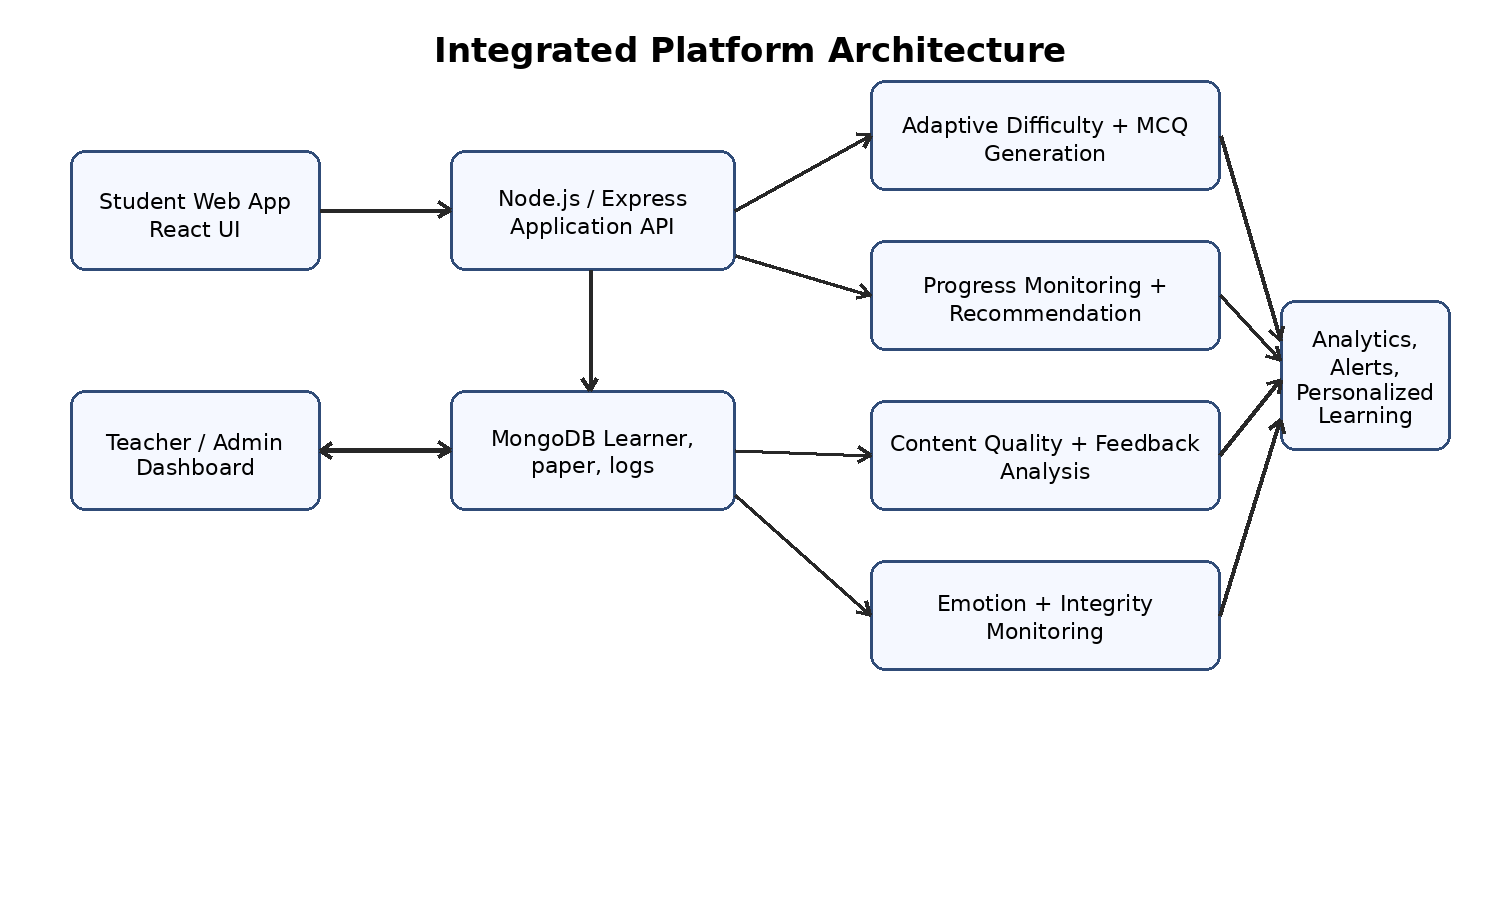 Integrated Platform Architecture
Student Web App
React UI
Node.js / Express
Application API
Adaptive Difficulty + MCQ
Generation
Progress Monitoring +
Recommendation
Teacher / Admin
Dashboard
MongoDB Learner,
paper, logs
Content Quality + Feedback
Analysis
Emotion + Integrity
Monitoring
Analytics,
Alerts,
Personalized
Learning